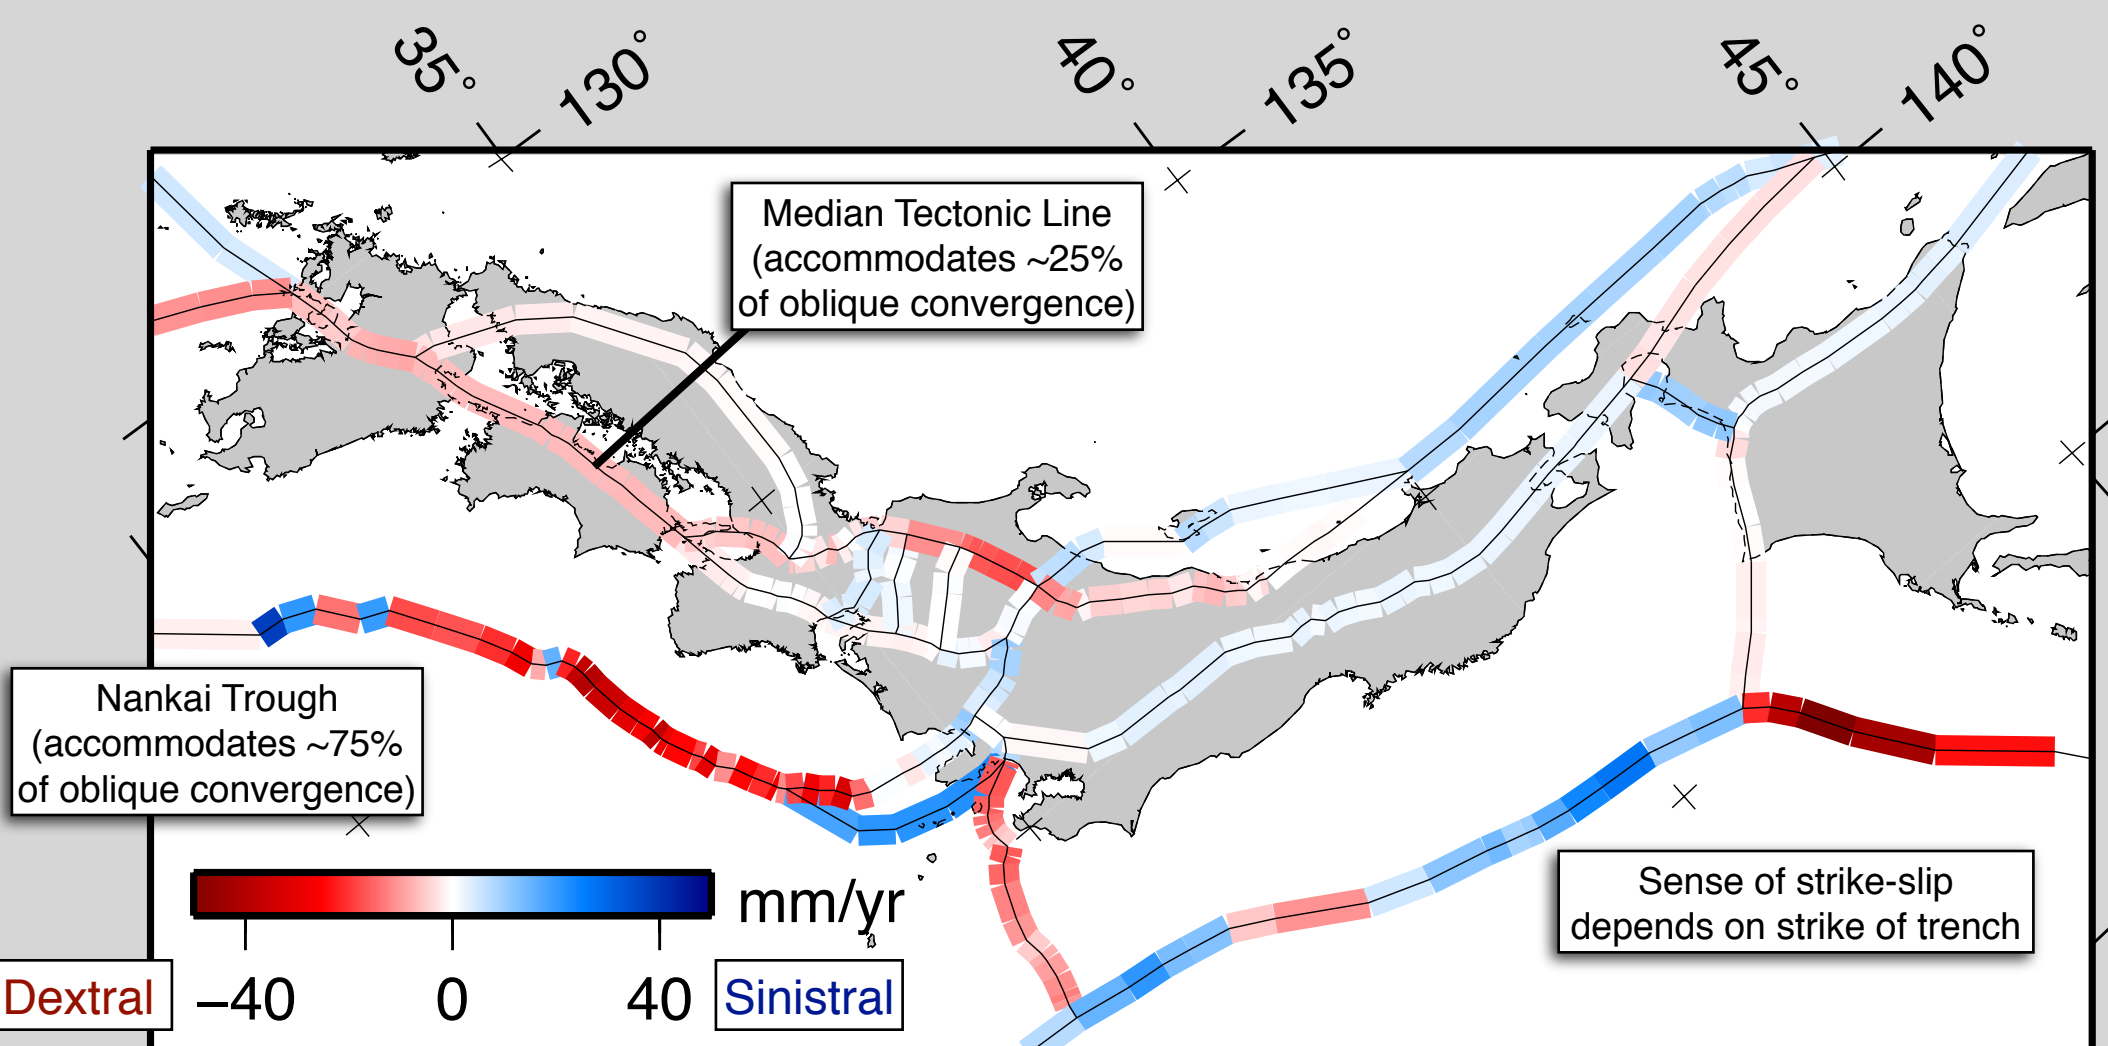 35°
130°
40°
135°
45°
140°
Median Tectonic Line
(accommodates ~25%
of oblique convergence)
Nankai Trough
(accommodates ~75%
of oblique convergence)
mm/yr
Dextral
−40
0
40
Sinistral
Sense of strike-slip
depends on strike of trench